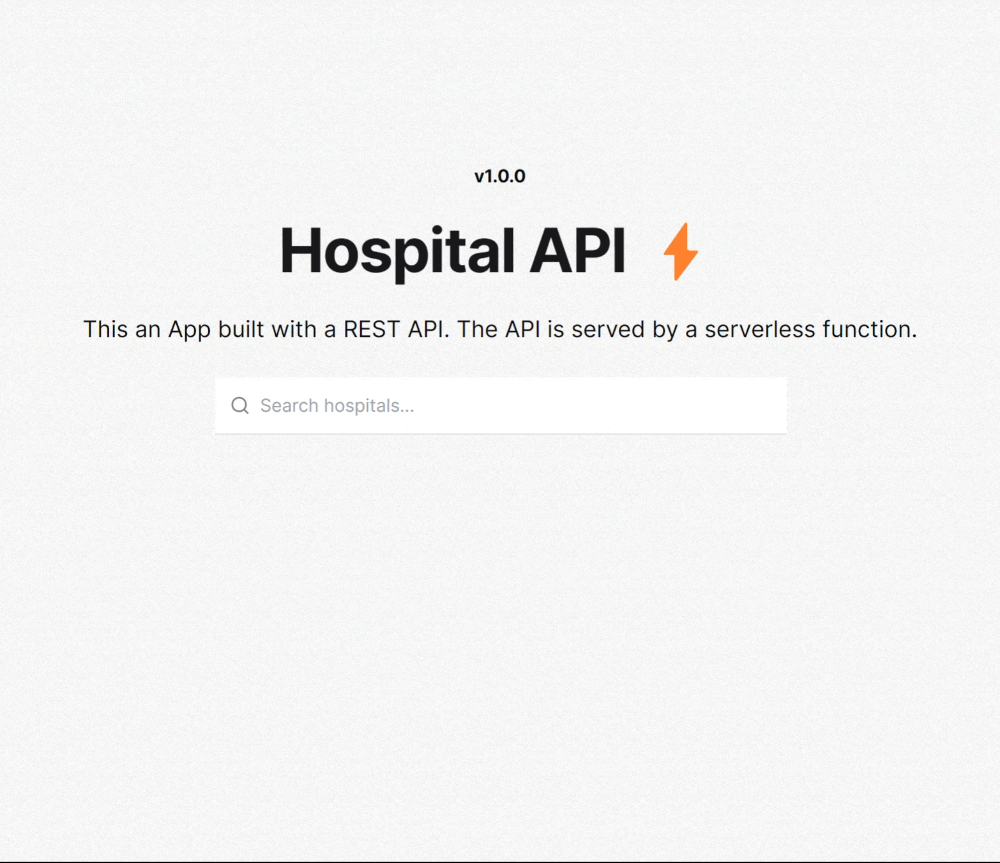 v1.0.0
Hospital API
This an App built with a REST API. The API is served by a serverless function.
Search hospitals...